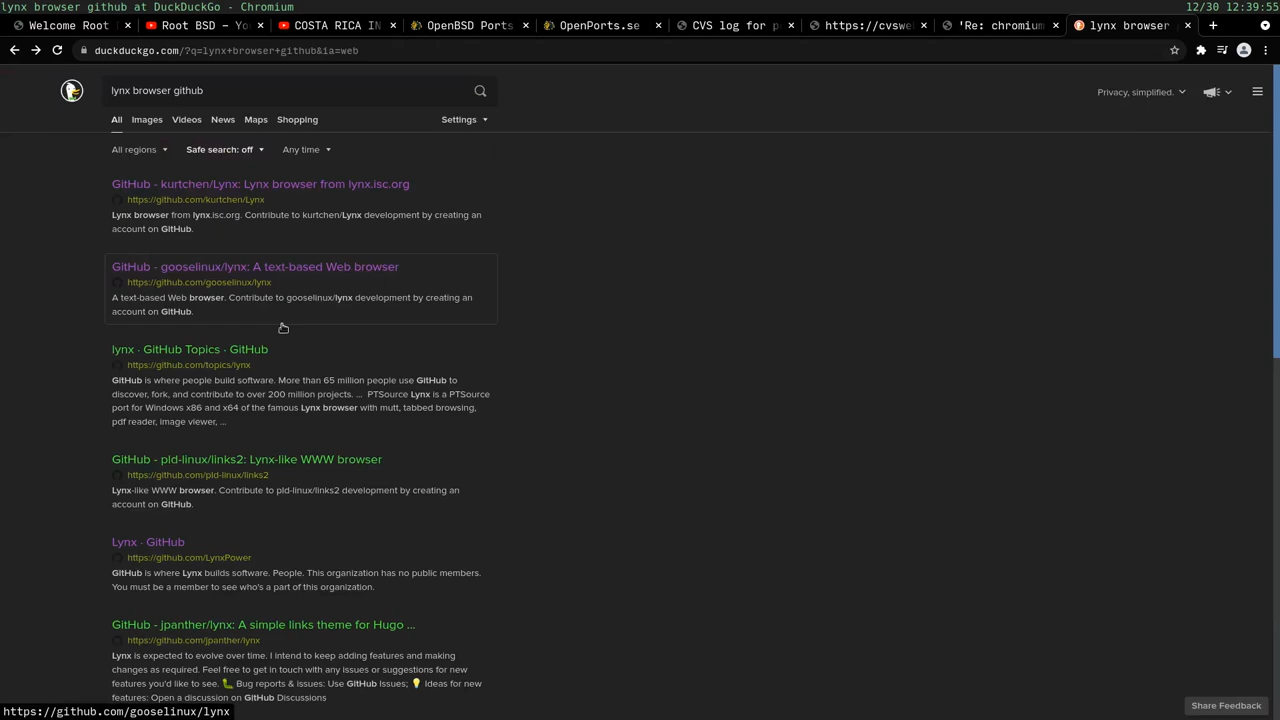 lynx browser github at DuckDuckGo - Chromium
12/30 12:39:55
Welcome Root
Root BSD — Yo
COSTA RICA IN
OpenBSD Ports
OpenPorts.se
CVS log for po
https://cvswe
'Re: chromium
lynx browser
duckduckgo.com/?q=lynx+browser+github&ia=web
lynx browser github
Privacy, simplified.
All Images Videos News Maps Shopping Settings
All regions Safe search: off Any time
GitHub - kurtchen/Lynx: Lynx browser from lynx.isc.org
https://github.com/kurtchen/Lynx
Lynx browser from lynx.isc.org. Contribute to kurtchen/Lynx development by creating an
account on GitHub.
GitHub - gooselinux/lynx: A text-based Web browser
https://github.com/gooselinux/lynx
A text-based Web browser. Contribute to gooselinux/lynx development by creating an
account on GitHub.
lynx · GitHub Topics · GitHub
https://github.com/topics/lynx
GitHub is where people build software. More than 65 million people use GitHub to
discover, fork, and contribute to over 200 million projects. ... PTSource Lynx is a PTSource
port for Windows x86 and x64 of the famous Lynx browser with mutt, tabbed browsing,
pdf reader, image viewer, ...
GitHub - pld-linux/links2: Lynx-like WWW browser
https://github.com/pld-linux/links2
Lynx-like WWW browser. Contribute to pld-linux/links2 development by creating an
account on GitHub.
Lynx · GitHub
https://github.com/LynxPower
GitHub is where Lynx builds software. People. This organization has no public members.
You must be a member to see who's a part of this organization.
GitHub - jpanther/lynx: A simple links theme for Hugo ...
https://github.com/jpanther/lynx
Lynx is expected to evolve over time. I intend to keep adding features and making
changes as required. Feel free to get in touch with any issues or suggestions for new
features you'd like to see. 🐛 Bug reports & issues: Use GitHub Issues; 💡 Ideas for new
features: Open a discussion on GitHub Discussions
Share Feedback
https://github.com/gooselinux/lynx